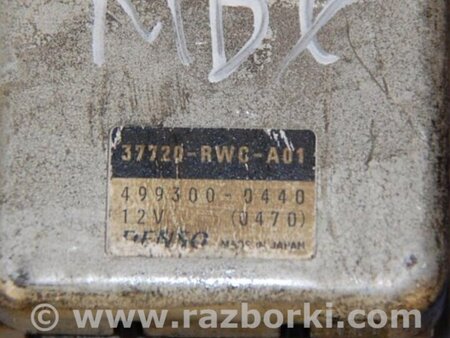 MDX
37720-RWC-A01
499300-0440
12V (0470)
DENSO MADE IN JAPAN
www.razborki.com